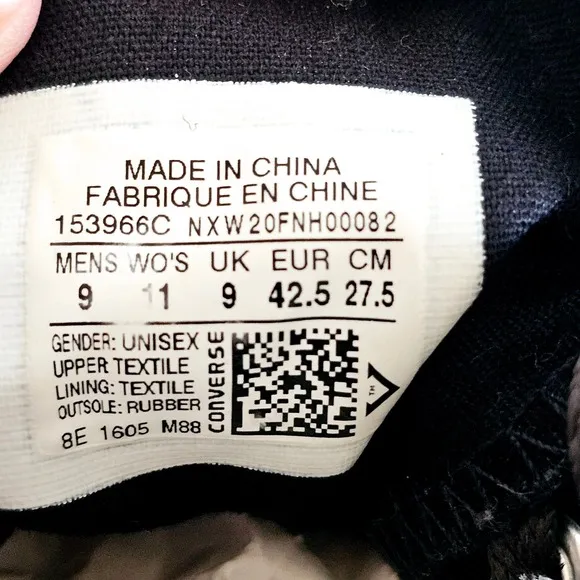 MADE IN CHINA
FABRIQUE EN CHINE
153966C NXW20FNH00082
MENS WO'S UK EUR CM
9 11 9 42.5 27.5
GENDER: UNISEX
UPPER TEXTILE
LINING: TEXTILE
OUTSOLE: RUBBER
8E 1605 M88
CONVERSE
TM